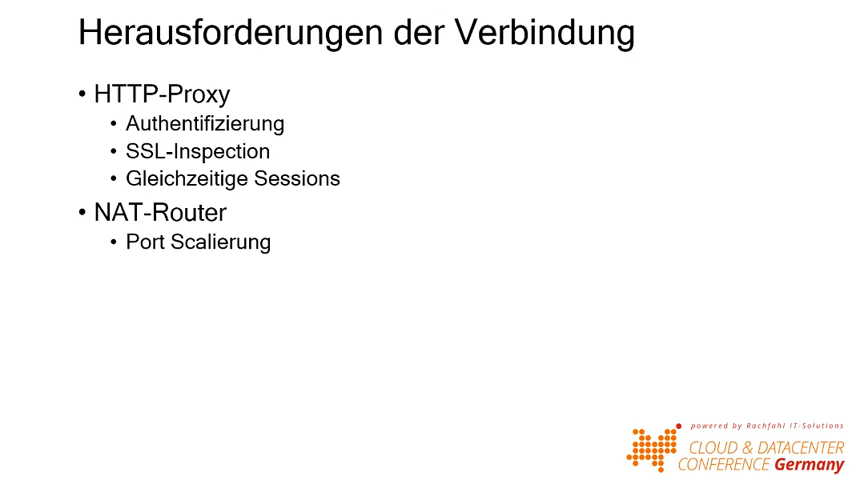 Herausforderungen der Verbindung
• HTTP-Proxy
• Authentifizierung
• SSL-Inspection
• Gleichzeitige Sessions
• NAT-Router
• Port Scalierung
powered by Rachfahl IT-Solutions
CLOUD & DATACENTER
CONFERENCE Germany